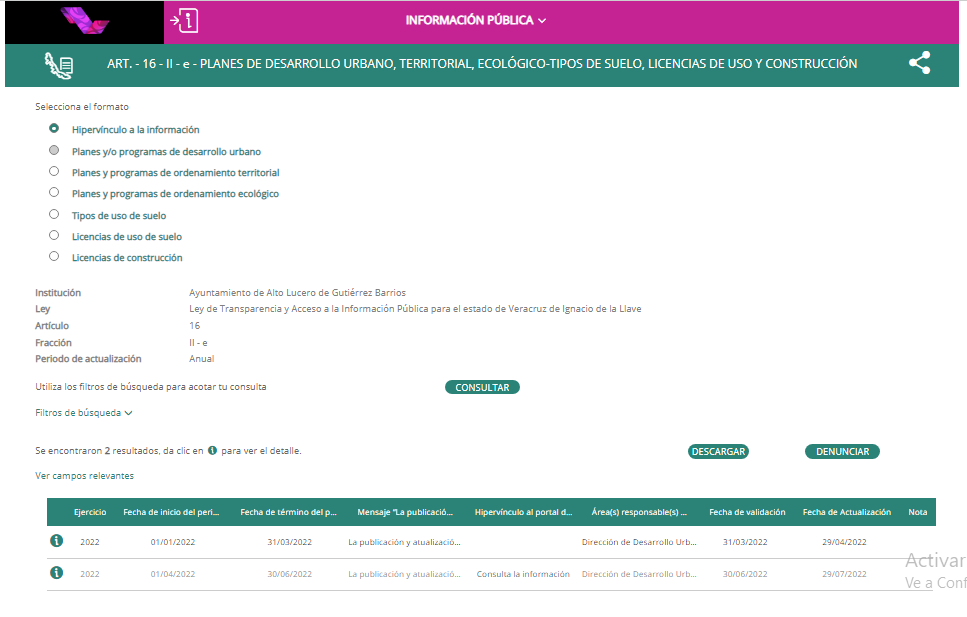 INFORMACIÓN PÚBLICA
ART. - 16 - II - e - PLANES DE DESARROLLO URBANO, TERRITORIAL, ECOLÓGICO-TIPOS DE SUELO, LICENCIAS DE USO Y CONSTRUCCIÓN
Selecciona el formato
Hipervínculo a la información
Planes y/o programas de desarrollo urbano
Planes y programas de ordenamiento territorial
Planes y programas de ordenamiento ecológico
Tipos de uso de suelo
Licencias de uso de suelo
Licencias de construcción
Institución Ayuntamiento de Alto Lucero de Gutiérrez Barrios
Ley Ley de Transparencia y Acceso a la Información Pública para el estado de Veracruz de Ignacio de la Llave
Artículo 16
Fracción II - e
Periodo de actualización Anual
Utiliza los filtros de búsqueda para acotar tu consulta CONSULTAR
Filtros de búsqueda
Se encontraron 2 resultados, da clic en i para ver el detalle. DESCARGAR DENUNCIAR
Ver campos relevantes
Ejercicio Fecha de inicio del peri... Fecha de término del p... Mensaje "La publicació... Hipervínculo al portal d... Área(s) responsable(s) ... Fecha de validación Fecha de Actualización Nota
2022 01/01/2022 31/03/2022 La publicación y atualizació... Dirección de Desarrollo Urb... 31/03/2022 29/04/2022
2022 01/04/2022 30/06/2022 La publicación y atualizació... Consulta la información Dirección de Desarrollo Urb... 30/06/2022 29/07/2022
Activar
Ve a Conf